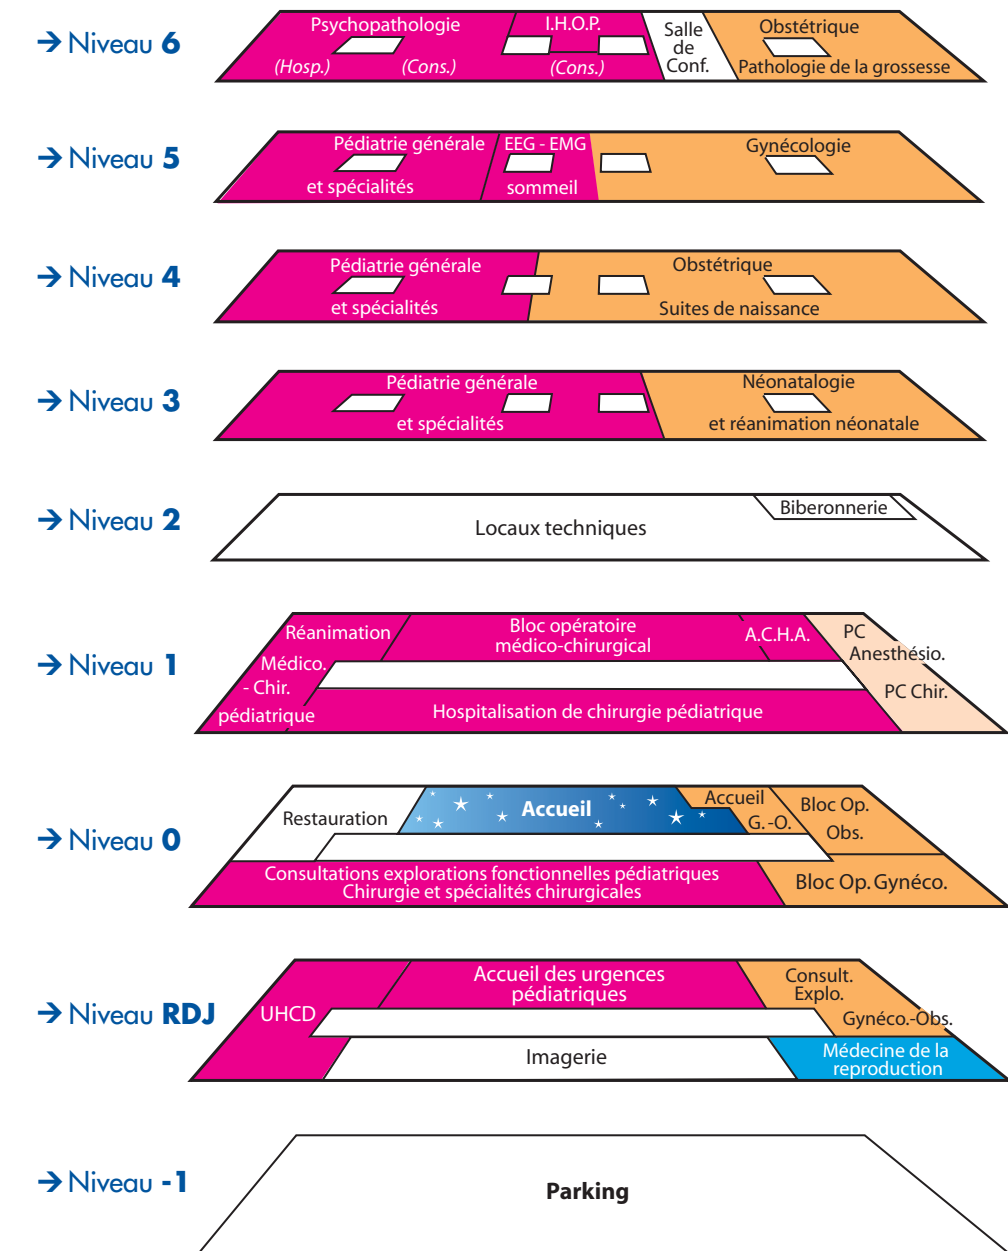 → Niveau 6
Psychopathologie
(Hosp.) (Cons.)
I.H.O.P.
(Cons.)
Salle
de
Conf.
Obstétrique
Pathologie de la grossesse
→ Niveau 5
Pédiatrie générale
et spécialités
EEG - EMG
sommeil
Gynécologie
→ Niveau 4
Pédiatrie générale
et spécialités
Obstétrique
Suites de naissance
→ Niveau 3
Pédiatrie générale
et spécialités
Néonatalogie
et réanimation néonatale
→ Niveau 2
Locaux techniques
Biberonnerie
→ Niveau 1
Réanimation
Médico.
- Chir.
pédiatrique
Bloc opératoire
médico-chirurgical
A.C.H.A.
PC
Anesthésio.
PC Chir.
Hospitalisation de chirurgie pédiatrique
→ Niveau 0
Restauration
Accueil
Accueil
G.-O.
Bloc Op.
Obs.
Consultations explorations fonctionnelles pédiatriques
Chirurgie et spécialités chirurgicales
Bloc Op. Gynéco.
→ Niveau RDJ
UHCD
Accueil des urgences
pédiatriques
Consult.
Explo.
Gynéco.-Obs.
Imagerie
Médecine de la
reproduction
→ Niveau -1
Parking